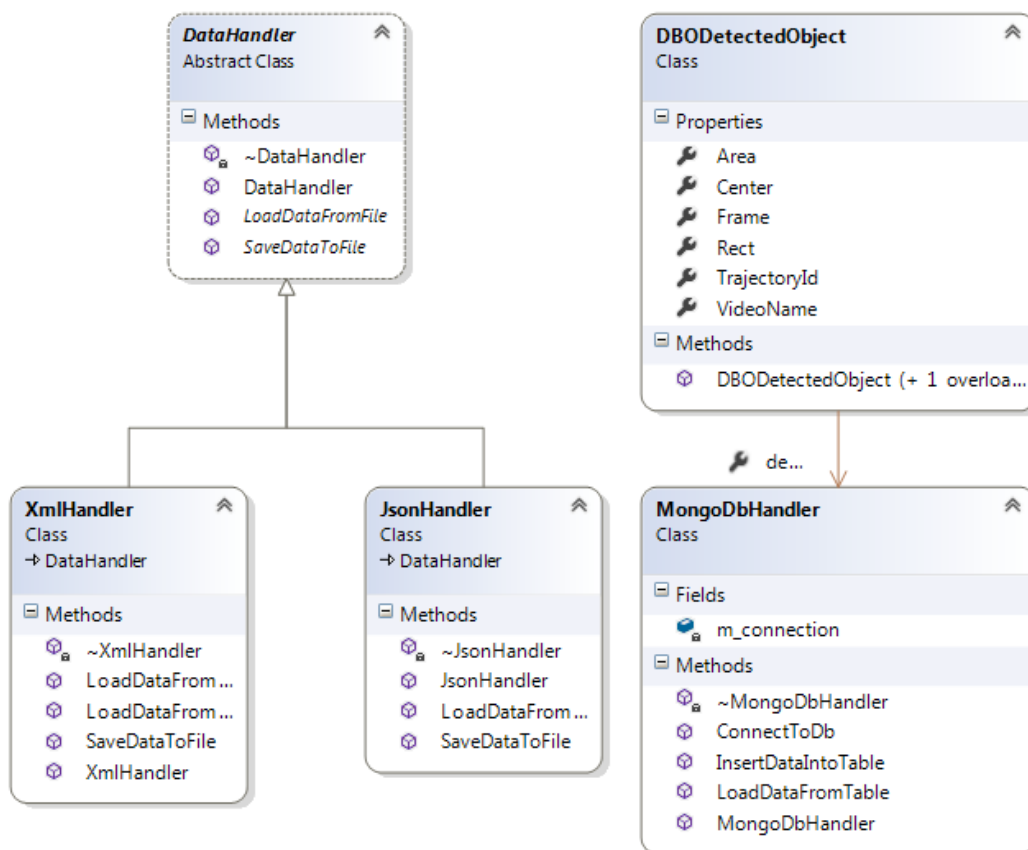 DataHandler
Abstract Class
Methods
~DataHandler
DataHandler
LoadDataFromFile
SaveDataToFile
DBODetectedObject
Class
Properties
Area
Center
Frame
Rect
TrajectoryId
VideoName
Methods
DBODetectedObject (+ 1 overloa...
de...
XmlHandler
Class
DataHandler
Methods
~XmlHandler
LoadDataFrom...
LoadDataFrom...
SaveDataToFile
XmlHandler
JsonHandler
Class
DataHandler
Methods
~JsonHandler
JsonHandler
LoadDataFrom...
SaveDataToFile
MongoDbHandler
Class
Fields
m_connection
Methods
~MongoDbHandler
ConnectToDb
InsertDataIntoTable
LoadDataFromTable
MongoDbHandler